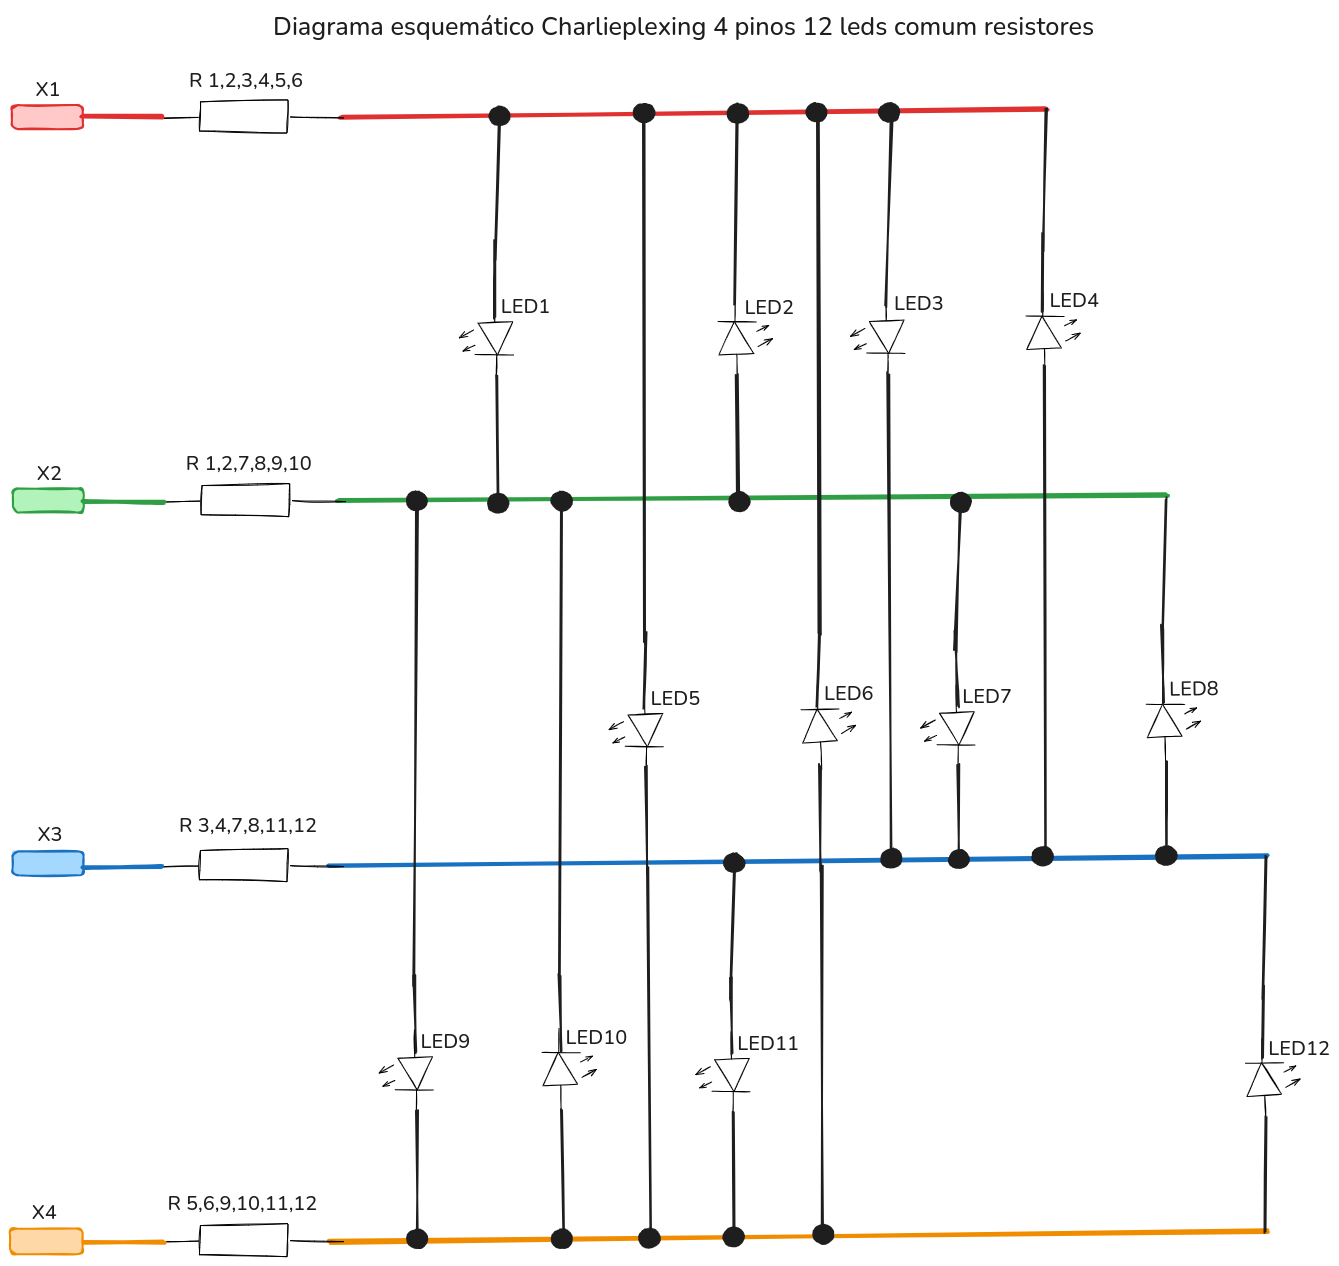 Diagrama esquemático Charlieplexing 4 pinos 12 leds comum resistores
X1
R 1,2,3,4,5,6
LED1
LED2
LED3
LED4
X2
R 1,2,7,8,9,10
LED5
LED6
LED7
LED8
X3
R 3,4,7,8,11,12
LED9
LED10
LED11
LED12
X4
R 5,6,9,10,11,12